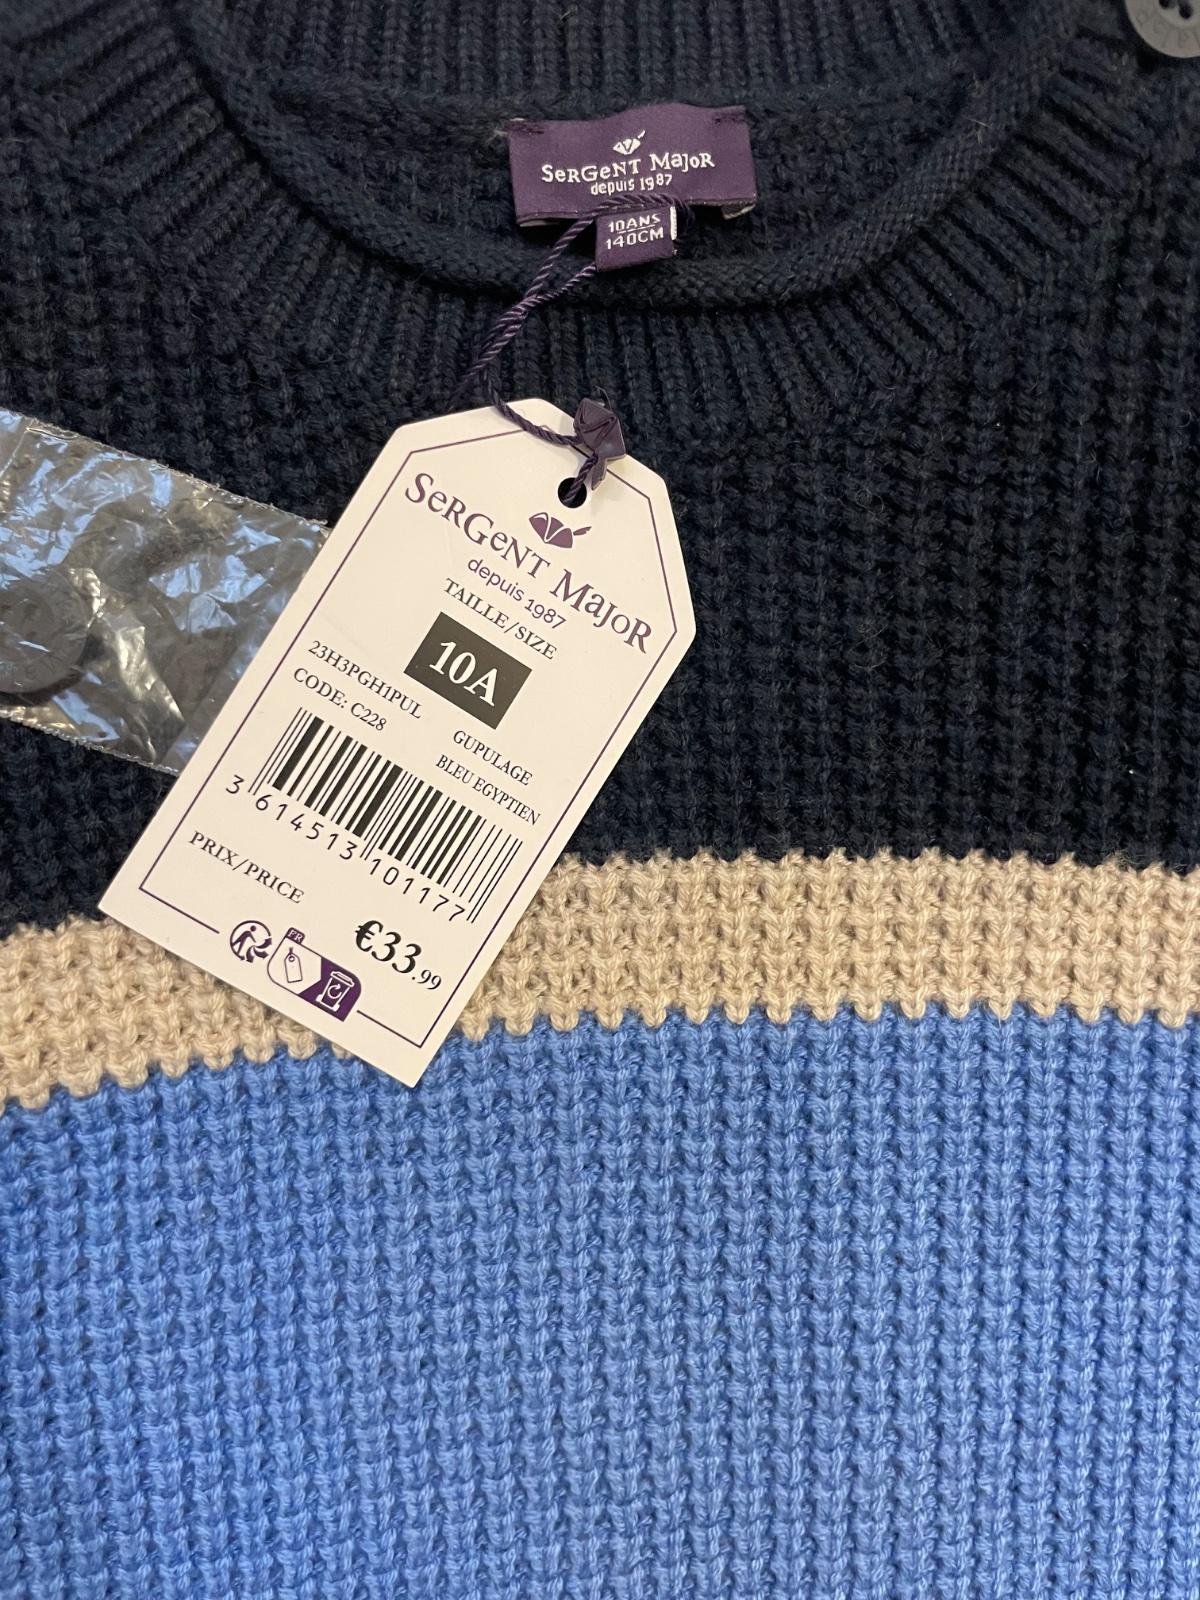 SerGeNT MaJoR
depuis 1987
10ANS
140CM
SerGeNT MaJoR
depuis 1987
TAILLE/SIZE
10A
23H3PGH1PUL
CODE: C228
GUPULAGE
BLEU EGYPTIEN
3 614513 101177
PRIX/PRICE
€33.99
FR